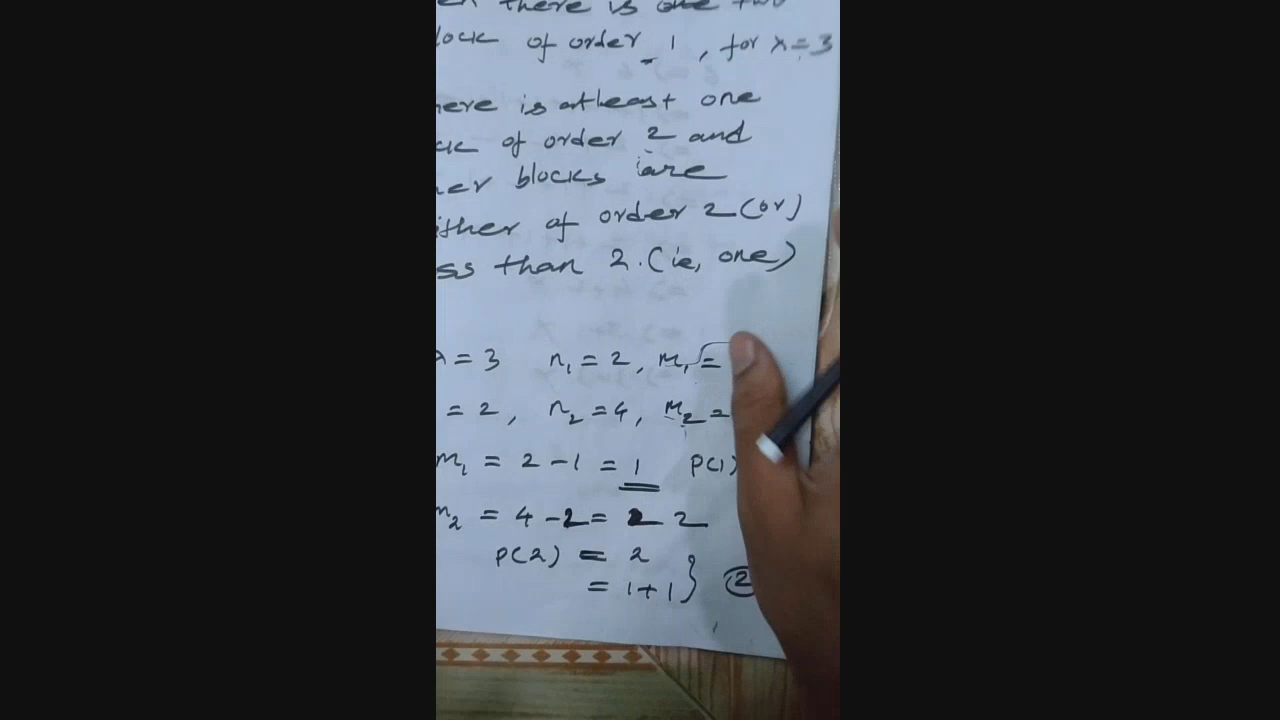 there is one two
lock of order 1, for λ=3
here is atleast one
ck of order 2 and
her blocks are
ither of order 2 (or)
ss than 2. (ie, one)
λ = 3 n₁ = 2, m₁ =
= 2, n₂ = 4, m₂ =
m₁ = 2 - 1 = 1 P(1)
m₂ = 4 - 2 = 2 2
P(2) = 2
= 1+1 } ②